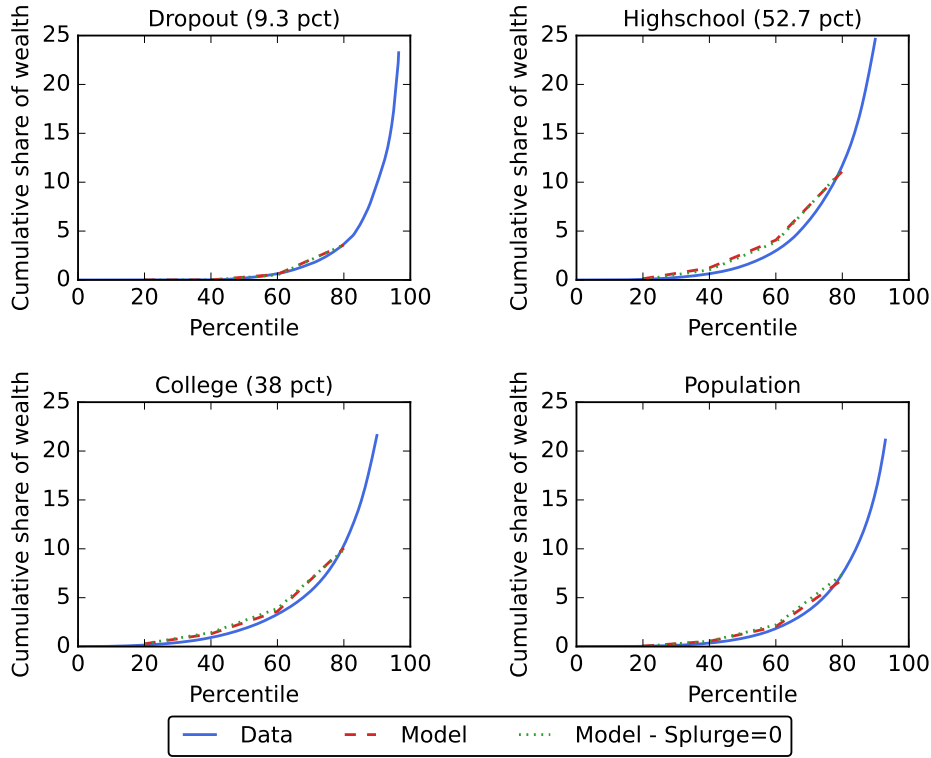 Dropout (9.3 pct)
Cumulative share of wealth
25
20
15
10
5
0
0 20 40 60 80 100
Percentile
Highschool (52.7 pct)
Cumulative share of wealth
25
20
15
10
5
0
0 20 40 60 80 100
Percentile
College (38 pct)
Cumulative share of wealth
25
20
15
10
5
0
0 20 40 60 80 100
Percentile
Population
Cumulative share of wealth
25
20
15
10
5
0
0 20 40 60 80 100
Percentile
Data Model Model - Splurge=0